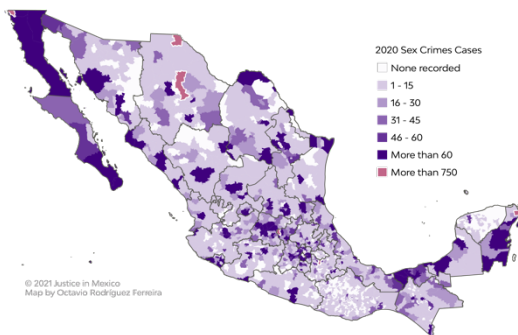 2020 Sex Crimes Cases
None recorded
1 - 15
16 - 30
31 - 45
46 - 60
More than 60
More than 750
© 2021 Justice in Mexico
Map by Octavio Rodríguez Ferreira